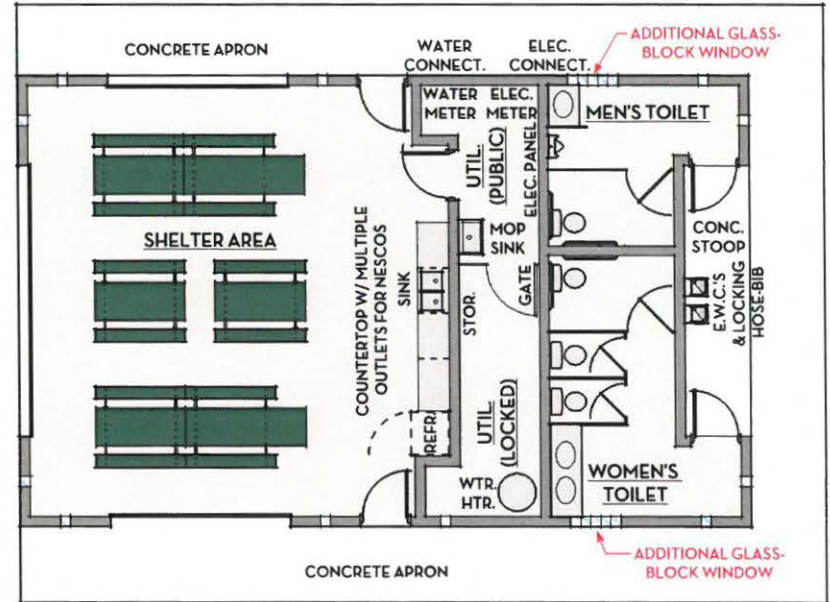 CONCRETE APRON
WATER
CONNECT.
ELEC.
CONNECT.
ADDITIONAL GLASS-
BLOCK WINDOW
WATER
METER
ELEC.
METER
MEN'S TOILET
UTIL.
(PUBLIC)
ELEC. PANEL
SHELTER AREA
MOP
SINK
CONC.
STOOP
COUNTERTOP W/ MULTIPLE
OUTLETS FOR NESCOS
SINK
STOR.
GATE
E.W.C.'S
& LOCKING
HOSE-BIB
REFR.
UTIL.
(LOCKED)
WTR.
HTR.
WOMEN'S
TOILET
CONCRETE APRON
ADDITIONAL GLASS-
BLOCK WINDOW